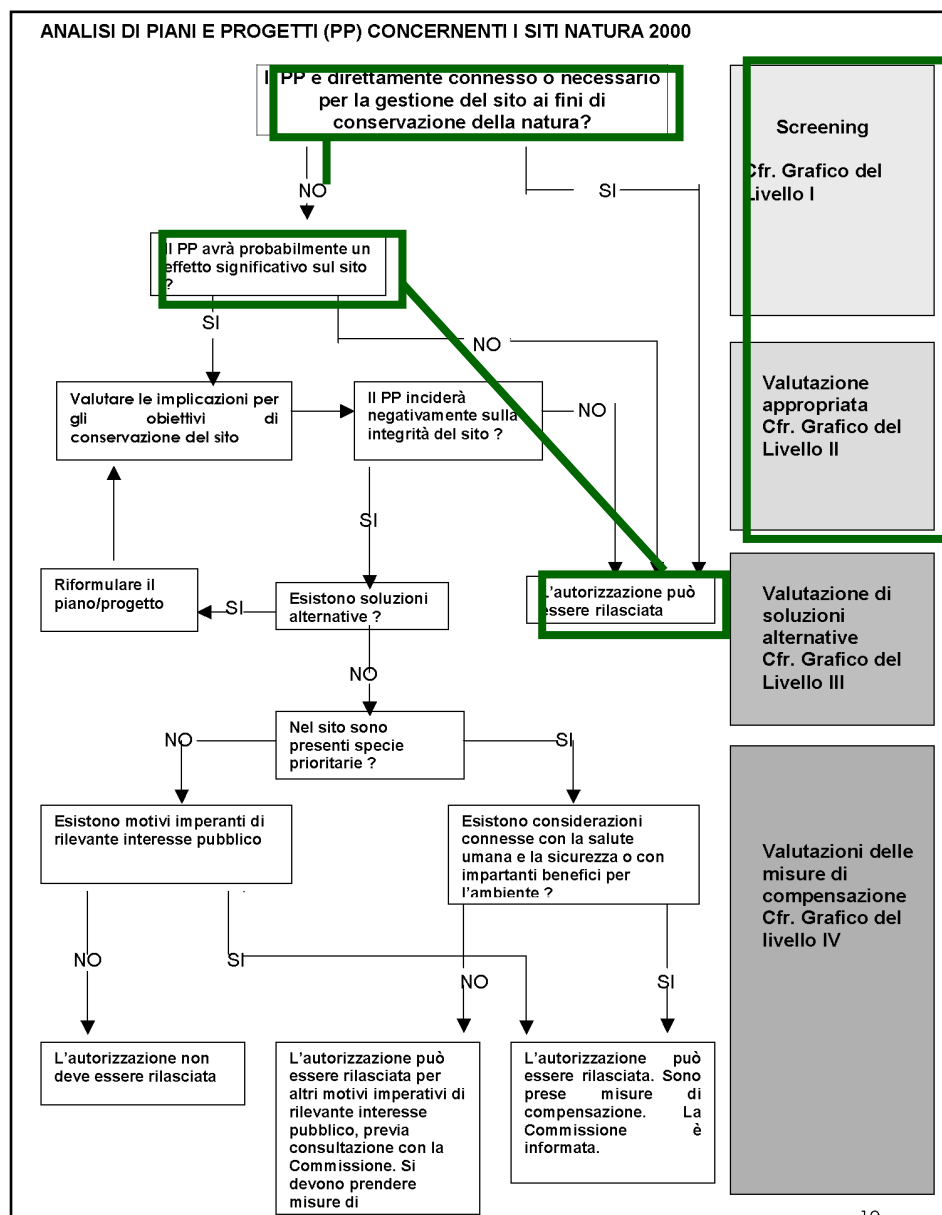 ANALISI DI PIANI E PROGETTI (PP) CONCERNENTI I SITI NATURA 2000
PP e direttamente connesso o necessario
per la gestione del sito ai fini di
conservazione della natura?
NO
SI
Il PP avrà probabilmente un
effetto significativo sul sito
?
SI
NO
Valutare le implicazioni per
gli obiettivi di
conservazione del sito
Il PP inciderà
negativamente sulla
integrità del sito ?
NO
SI
Riformulare il
piano/progetto
SI
Esistono soluzioni
alternative ?
L'autorizzazione può
essere rilasciata
NO
Nel sito sono
presenti specie
prioritarie ?
NO
SI
Esistono motivi imperanti di
rilevante interesse pubblico
Esistono considerazioni
connesse con la salute
umana e la sicurezza o con
impartanti benefici per
l'ambiente ?
NO
SI
NO
SI
L'autorizzazione non
deve essere rilasciata
L'autorizzazione può
essere rilasciata per
altri motivi imperativi di
rilevante interesse
pubblico, previa
consultazione con la
Commissione. Si
devono prendere
misure di
L'autorizzazione può
essere rilasciata. Sono
prese misure di
compensazione. La
Commissione è
informata.
Screening
Cfr. Grafico del
Livello I
Valutazione
appropriata
Cfr. Grafico del
Livello II
Valutazione di
soluzioni
alternative
Cfr. Grafico del
Livello III
Valutazioni delle
misure di
compensazione
Cfr. Grafico del
livello IV